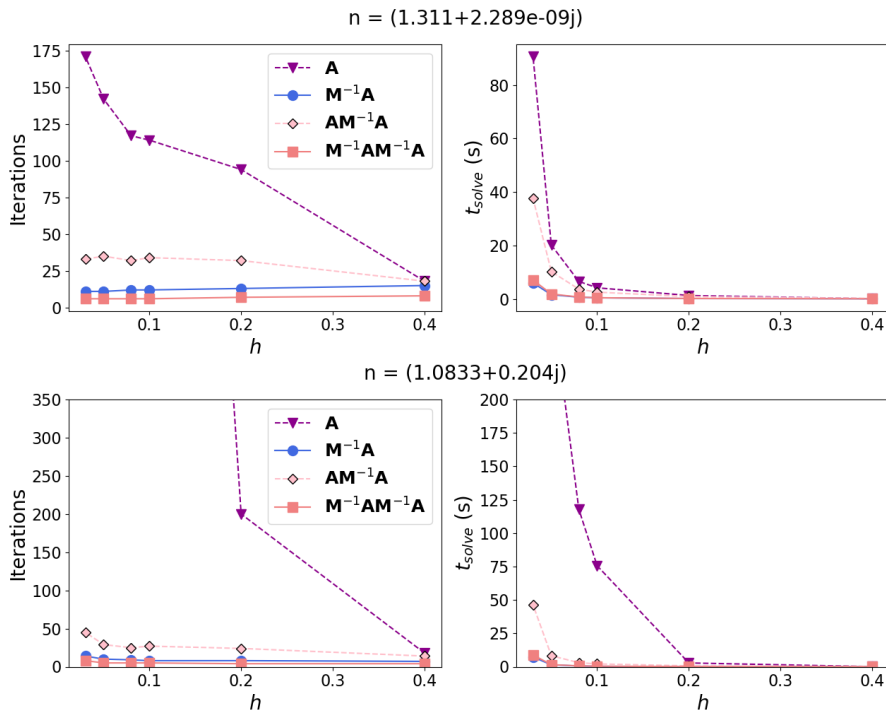 n = (1.311+2.289e-09j)
175
150
125
100
75
50
25
0
Iterations
0.1 0.2 0.3 0.4
h
A
M⁻¹A
AM⁻¹A
M⁻¹AM⁻¹A
80
60
40
20
0
t_solve (s)
0.1 0.2 0.3 0.4
h
n = (1.0833+0.204j)
350
300
250
200
150
100
50
0
Iterations
0.1 0.2 0.3 0.4
h
A
M⁻¹A
AM⁻¹A
M⁻¹AM⁻¹A
200
175
150
125
100
75
50
25
0
t_solve (s)
0.1 0.2 0.3 0.4
h